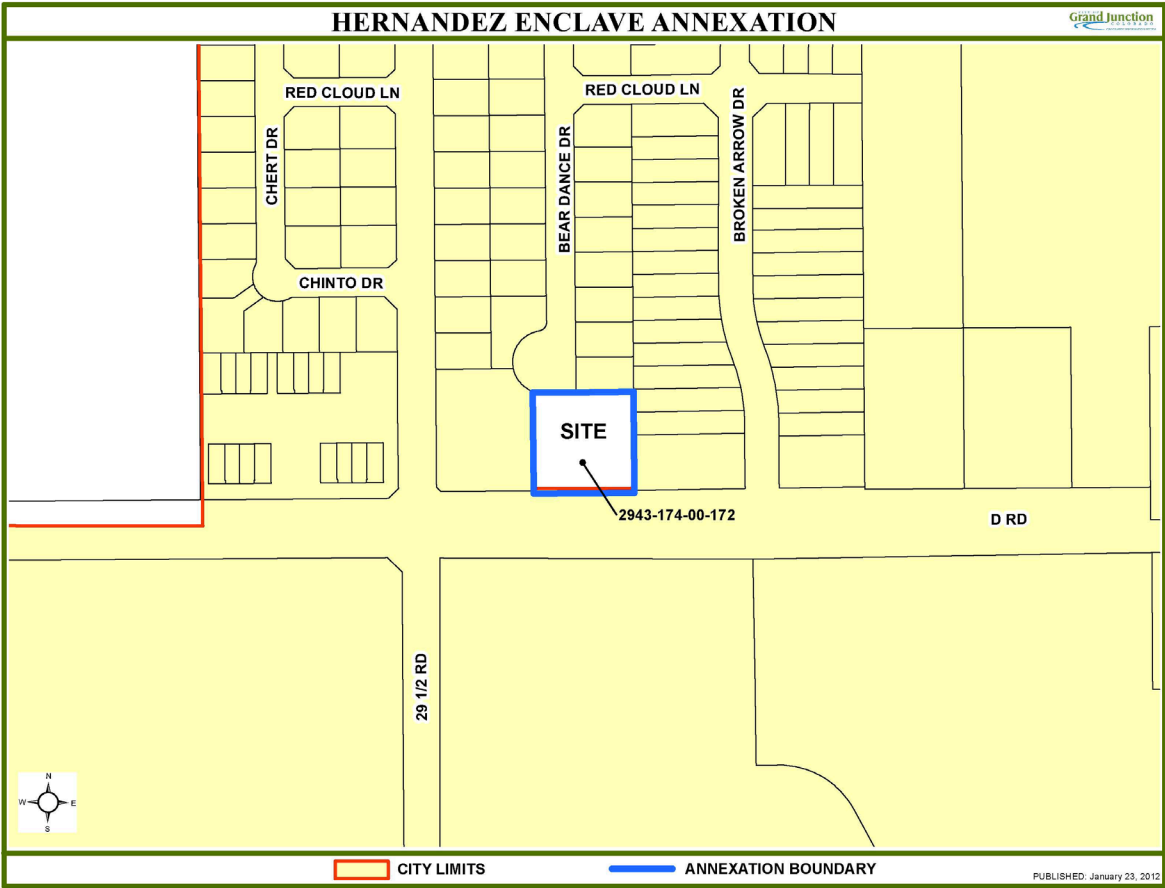 HERNANDEZ ENCLAVE ANNEXATION
Grand Junction
COLORADO
RED CLOUD LN
RED CLOUD LN
CHERT DR
BEAR DANCE DR
BROKEN ARROW DR
CHINTO DR
SITE
2943-174-00-172
D RD
29 1/2 RD
N
W
E
S
CITY LIMITS
ANNEXATION BOUNDARY
PUBLISHED: January 23, 2012